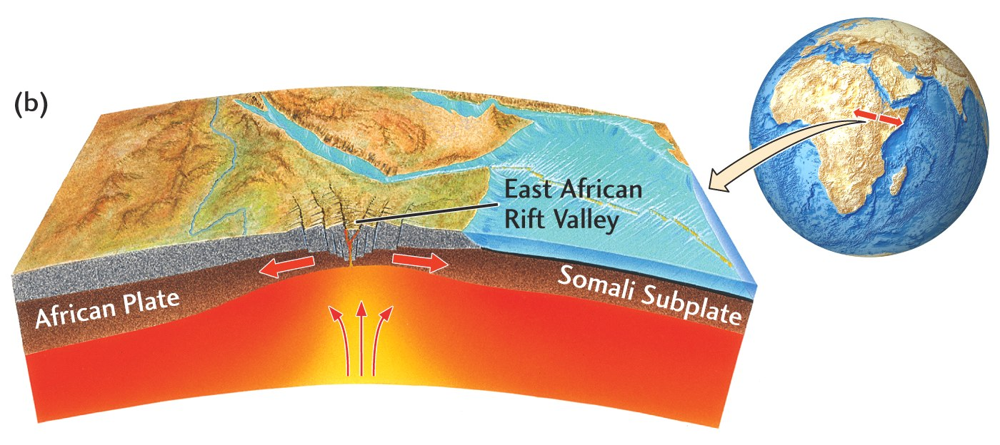 (b)
East African
Rift Valley
African Plate
Somali Subplate